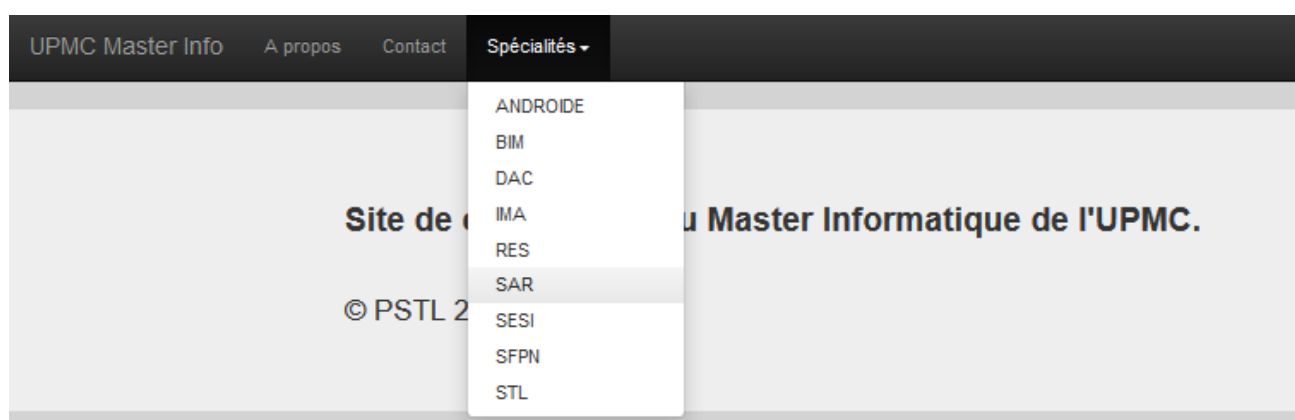 UPMC Master Info A propos Contact Spécialités
ANDROIDE
BIM
DAC
IMA
RES
SAR
SESI
SFPN
STL
Site de u Master Informatique de l'UPMC.
© PSTL 2